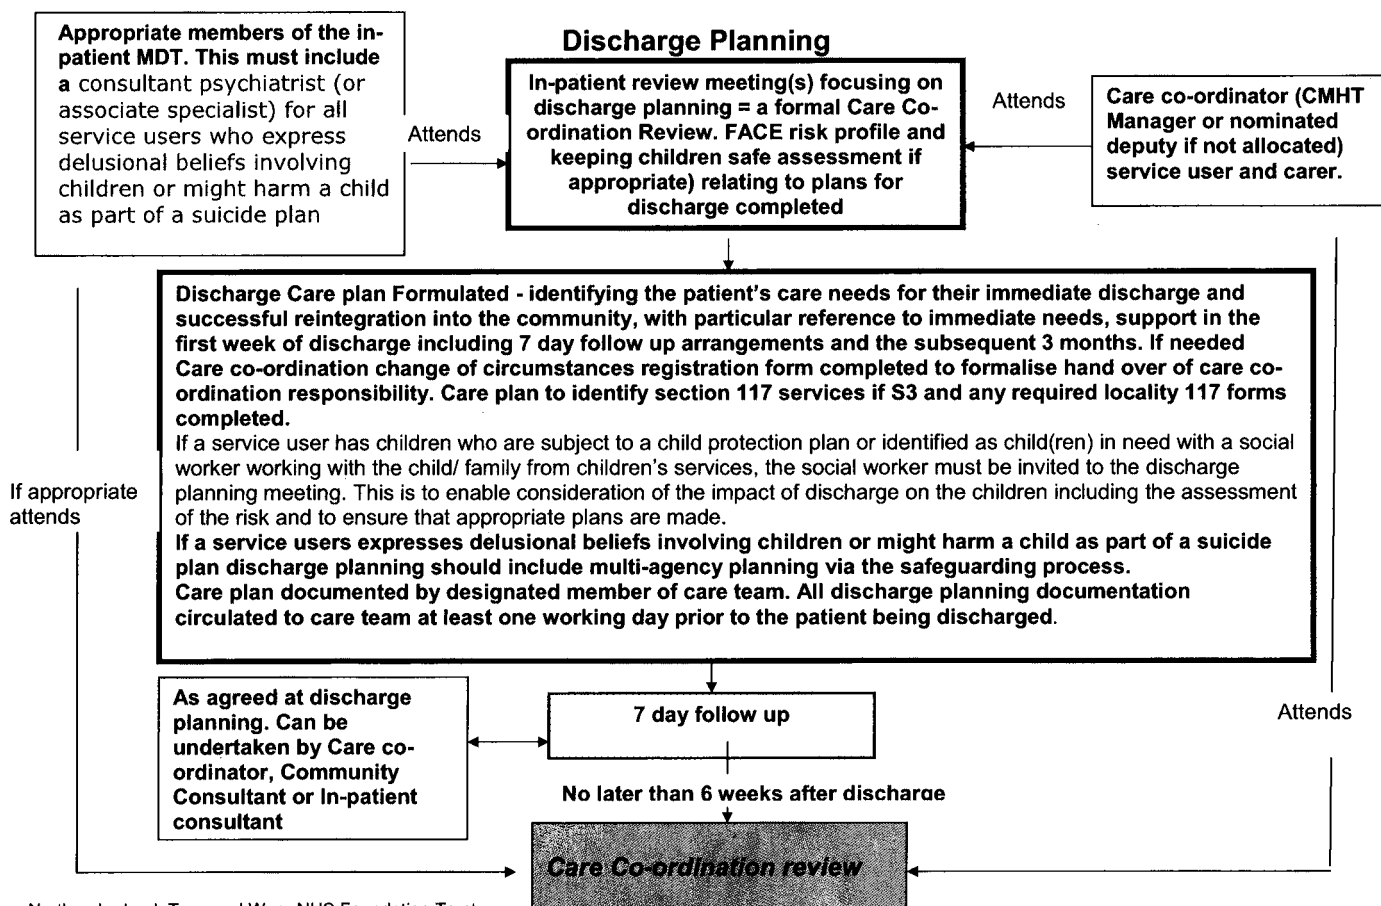 Discharge Planning
Appropriate members of the in-
patient MDT. This must include
a consultant psychiatrist (or
associate specialist) for all
service users who express
delusional beliefs involving
children or might harm a child
as part of a suicide plan
Attends
In-patient review meeting(s) focusing on
discharge planning = a formal Care Co-
ordination Review. FACE risk profile and
keeping children safe assessment if
appropriate) relating to plans for
discharge completed
Attends
Care co-ordinator (CMHT
Manager or nominated
deputy if not allocated)
service user and carer.
Discharge Care plan Formulated - identifying the patient's care needs for their immediate discharge and
successful reintegration into the community, with particular reference to immediate needs, support in the
first week of discharge including 7 day follow up arrangements and the subsequent 3 months. If needed
Care co-ordination change of circumstances registration form completed to formalise hand over of care co-
ordination responsibility. Care plan to identify section 117 services if S3 and any required locality 117 forms
completed.
If a service user has children who are subject to a child protection plan or identified as child(ren) in need with a social
worker working with the child/ family from children's services, the social worker must be invited to the discharge
planning meeting. This is to enable consideration of the impact of discharge on the children including the assessment
of the risk and to ensure that appropriate plans are made.
If a service users expresses delusional beliefs involving children or might harm a child as part of a suicide
plan discharge planning should include multi-agency planning via the safeguarding process.
Care plan documented by designated member of care team. All discharge planning documentation
circulated to care team at least one working day prior to the patient being discharged.
If appropriate
attends
Attends
As agreed at discharge
planning. Can be
undertaken by Care co-
ordinator, Community
Consultant or In-patient
consultant
7 day follow up
No later than 6 weeks after discharge
Care Co-ordination review